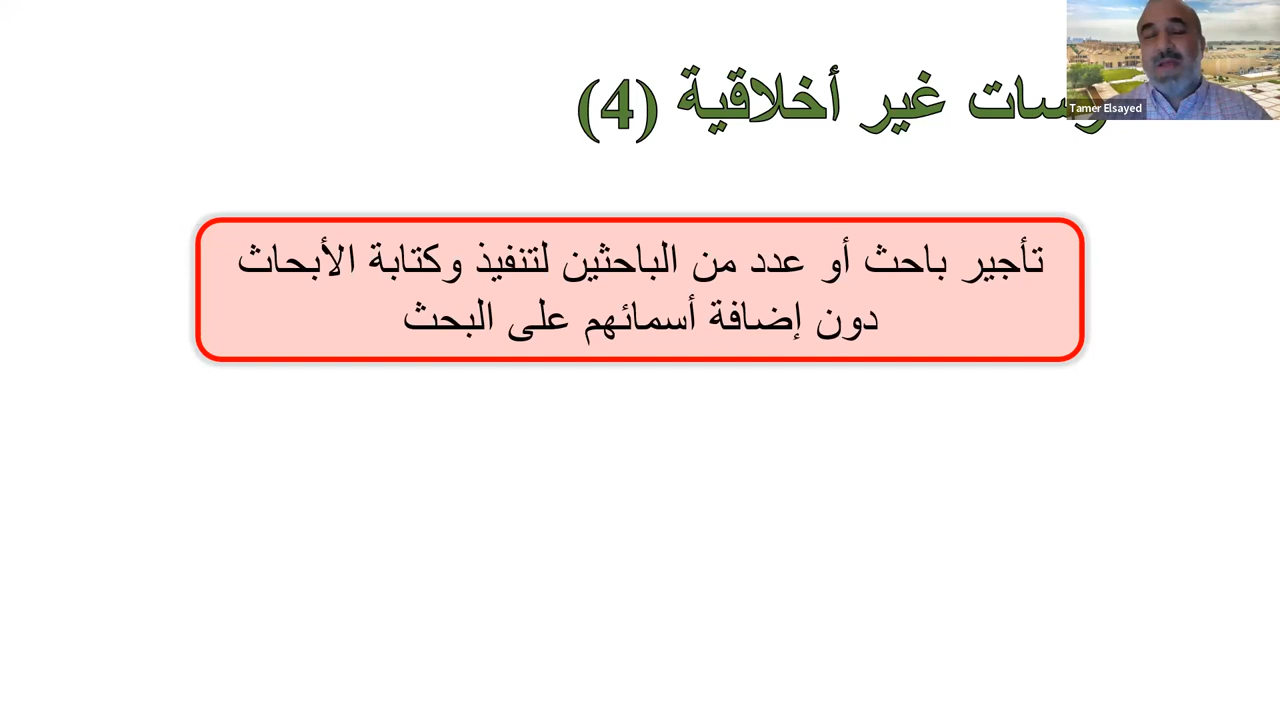 غير أخلاقية (4)
Tamer Elsayed
تأجير باحث أو عدد من الباحثين لتنفيذ وكتابة الأبحاث
دون إضافة أسمائهم على البحث